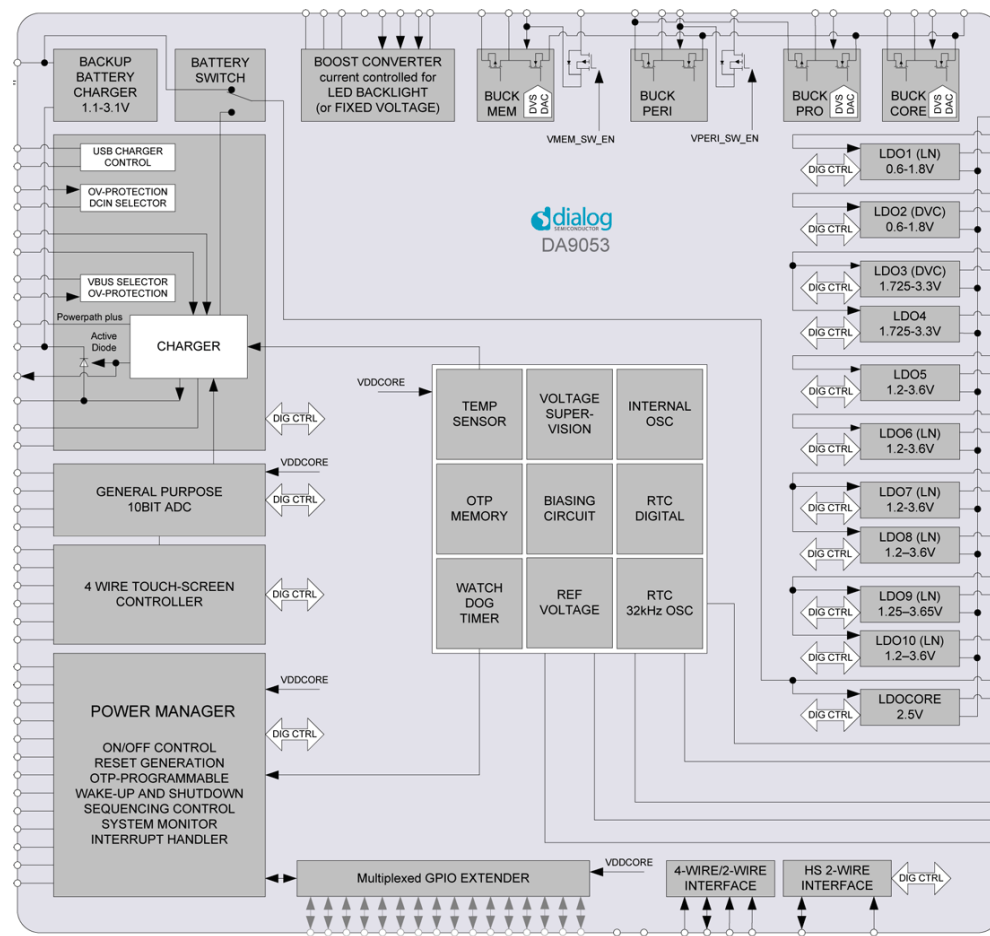 BACKUP
BATTERY
CHARGER
1.1-3.1V
BATTERY
SWITCH
BOOST CONVERTER
current controlled for
LED BACKLIGHT
(or FIXED VOLTAGE)
BUCK
MEM
DVS
DAC
VMEM_SW_EN
BUCK
PERI
VPERI_SW_EN
BUCK
PRO
DVS
DAC
BUCK
CORE
DVS
DAC
USB CHARGER
CONTROL
OV-PROTECTION
DCIN SELECTOR
VBUS SELECTOR
OV-PROTECTION
Powerpath plus
Active
Diode
CHARGER
DIG CTRL
dialog
SEMICONDUCTOR
DA9053
LDO1 (LN)
0.6-1.8V
DIG CTRL
LDO2 (DVC)
0.6-1.8V
DIG CTRL
LDO3 (DVC)
1.725-3.3V
DIG CTRL
LDO4
1.725-3.3V
DIG CTRL
LDO5
1.2-3.6V
DIG CTRL
LDO6 (LN)
1.2-3.6V
DIG CTRL
LDO7 (LN)
1.2-3.6V
DIG CTRL
LDO8 (LN)
1.2–3.6V
DIG CTRL
LDO9 (LN)
1.25–3.65V
DIG CTRL
LDO10 (LN)
1.2–3.6V
DIG CTRL
LDOCORE
2.5V
DIG CTRL
VDDCORE
TEMP
SENSOR
VOLTAGE
SUPER-
VISION
INTERNAL
OSC
OTP
MEMORY
BIASING
CIRCUIT
RTC
DIGITAL
WATCH
DOG
TIMER
REF
VOLTAGE
RTC
32kHz OSC
VDDCORE
GENERAL PURPOSE
10BIT ADC
DIG CTRL
4 WIRE TOUCH-SCREEN
CONTROLLER
DIG CTRL
VDDCORE
POWER MANAGER
DIG CTRL
ON/OFF CONTROL
RESET GENERATION
OTP-PROGRAMMABLE
WAKE-UP AND SHUTDOWN
SEQUENCING CONTROL
SYSTEM MONITOR
INTERRUPT HANDLER
Multiplexed GPIO EXTENDER
VDDCORE
4-WIRE/2-WIRE
INTERFACE
HS 2-WIRE
INTERFACE
DIG CTRL